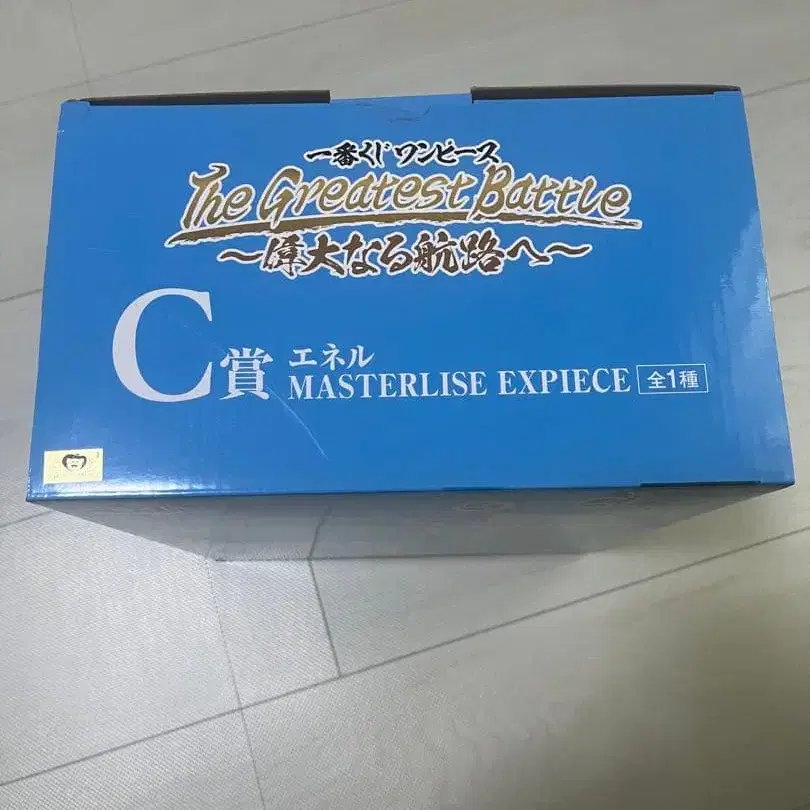 一番くじ ワンピース
The Greatest Battle
～偉大なる航路へ～
C賞 エネル
MASTERLISE EXPIECE 全1種